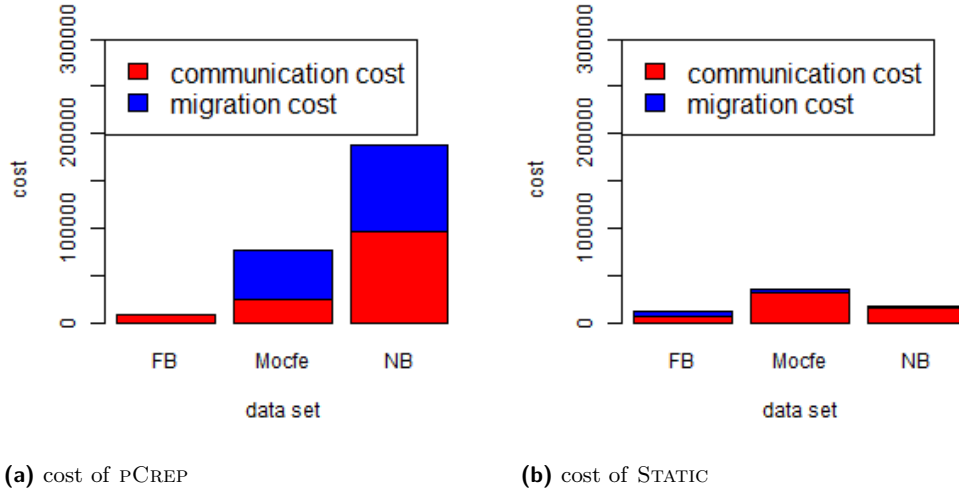 300000
200000
100000
0
cost
communication cost
migration cost
FB Mocfe NB
data set
(a) cost of PCREP
300000
200000
100000
0
cost
communication cost
migration cost
FB Mocfe NB
data set
(b) cost of STATIC